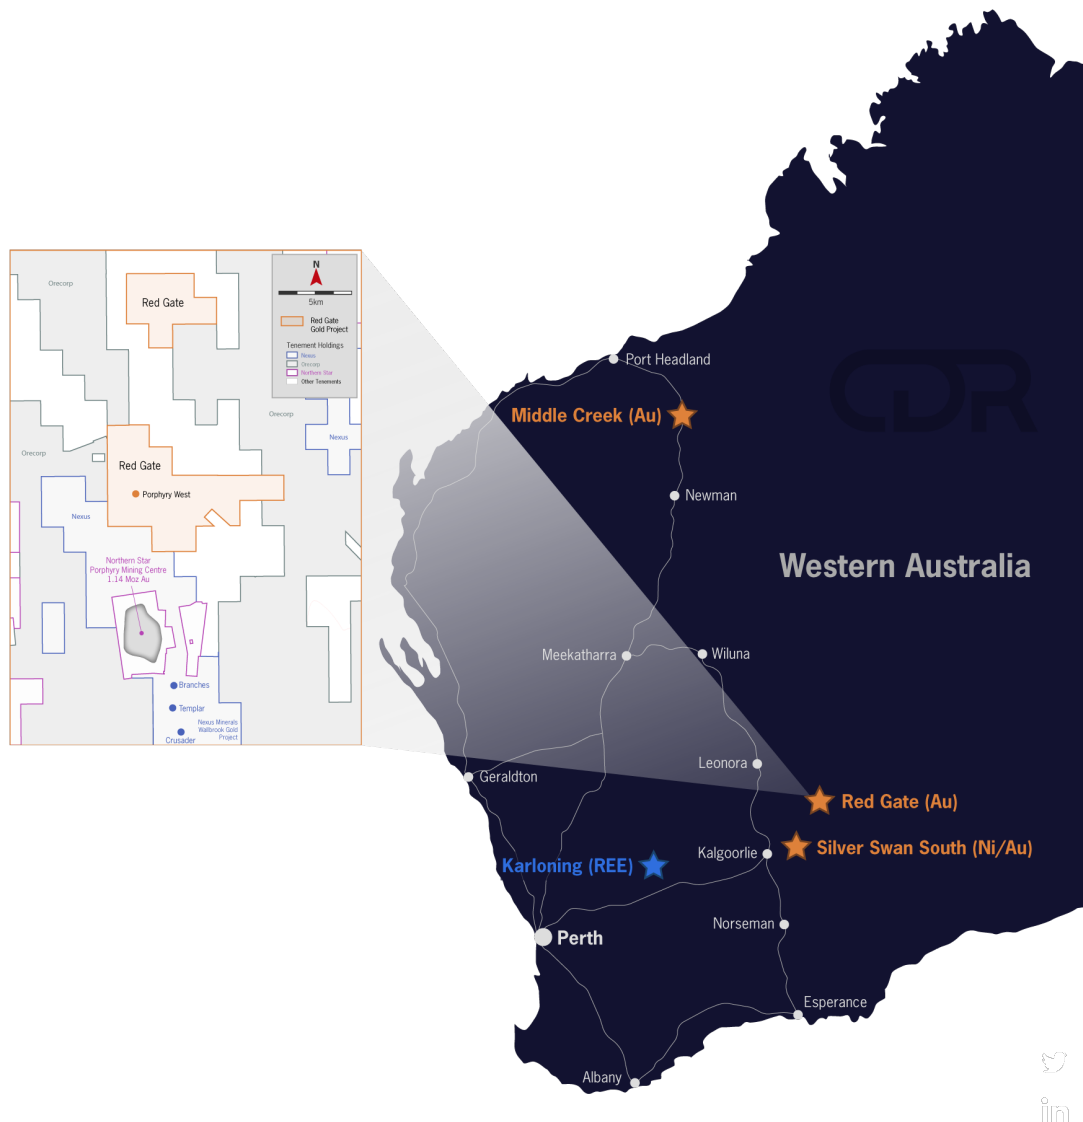 Orecorp
Red Gate
N
5km
Red Gate
Gold Project
Tenement Holdings
Nexus
Orecorp
Northern Star
Other Tenements
Orecorp
Nexus
Orecorp
Red Gate
Porphyry West
Nexus
Northern Star
Porphyry Mining Centre
1.14 Moz Au
Branches
Templar
Nexus Minerals
Wallbrook Gold
Project
Crusader
Port Headland
CDR
Middle Creek (Au)
Newman
Western Australia
Meekatharra
Wiluna
Leonora
Geraldton
Red Gate (Au)
Silver Swan South (Ni/Au)
Kalgoorlie
Karloning (REE)
Norseman
Perth
Esperance
Albany
in